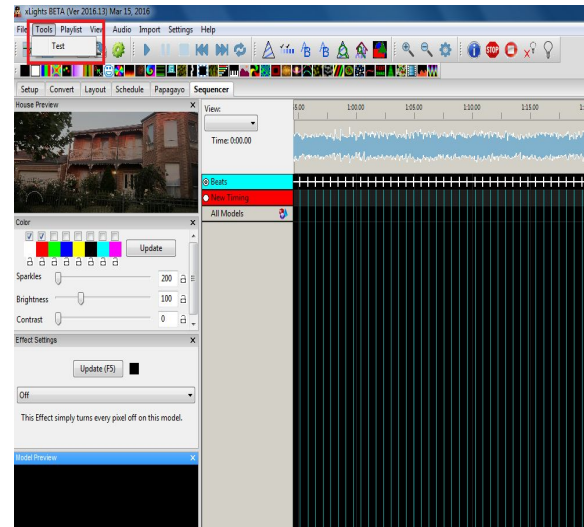 xLights BETA (Ver 2016.13) Mar 15, 2016
File Tools Playlist View Audio Import Settings Help
Test
Setup Convert Layout Schedule Papagayo Sequencer
House Preview x
View:
Time: 0:00.00
5.00 1:00.00 1:05.00 1:10.00 1:15.00 1:
Beats
New Timing
All Models
Color x
Update
Sparkles 200
Brightness 100
Contrast 0
Effect Settings x
Update (F5)
Off
This Effect simply turns every pixel off on this model.
Model Preview x